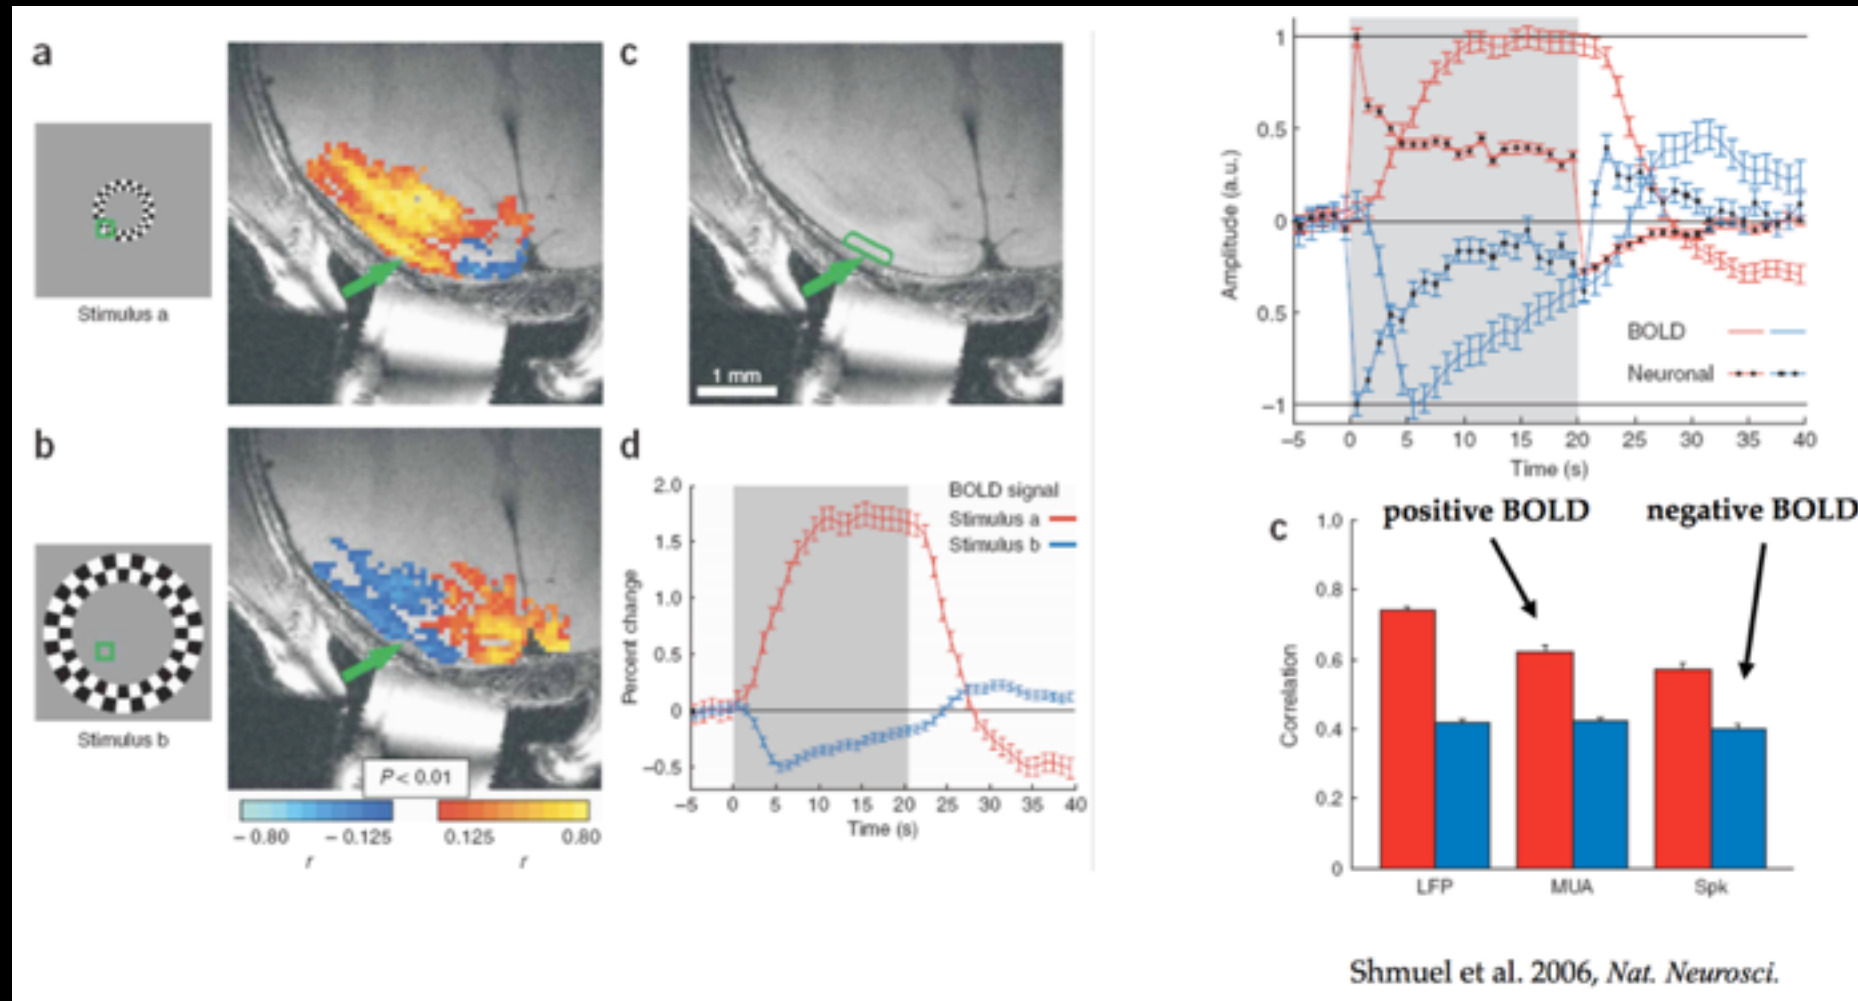 a
Stimulus a
b
Stimulus b
P < 0.01
– 0.80 – 0.125 0.125 0.80
r r
c
1 mm
d
2.0
1.5
1.0
0.5
0
–0.5
Percent change
BOLD signal
Stimulus a
Stimulus b
–5 0 5 10 15 20 25 30 35 40
Time (s)
1
0.5
0
0.5
–1
Amplitude (a.u.)
BOLD
Neuronal
–5 0 5 10 15 20 25 30 35 40
Time (s)
positive BOLD negative BOLD
c
1.0
0.8
0.6
0.4
0.2
0
Correlation
LFP MUA Spk
Shmuel et al. 2006, Nat. Neurosci.